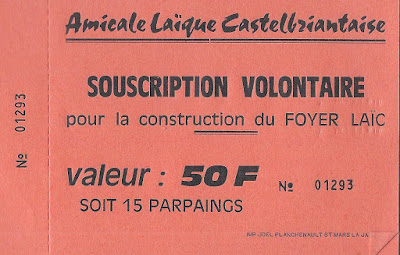 Amicale Laïque Castelbriantaise
SOUSCRIPTION VOLONTAIRE
pour la construction du FOYER LAÏC
valeur : 50 F № 01293
SOIT 15 PARPAINGS
№ 01293
IMP. JOEL PLANCHENAULT ST MARS LA JA